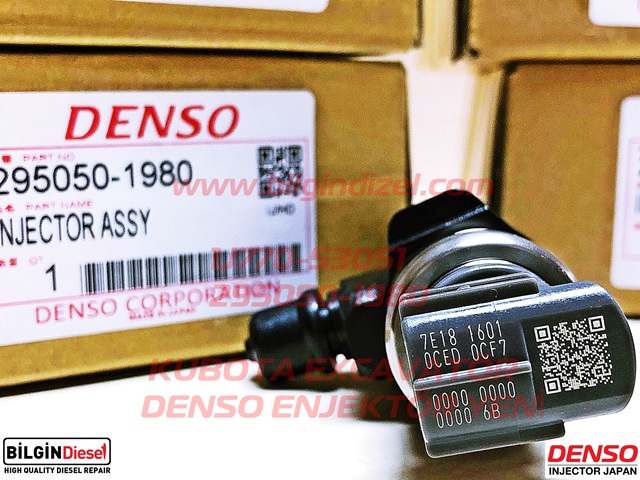 DENSO
PART NO
295050-1980
PART NAME
INJECTOR ASSY
1
DENSO CORPORATION
MADE IN JAPAN
www.bilgindizel.com
1J770-53051
295050-1980
KUBOTA EXCAVATOR
DENSO ENJEKTÖR YENİ
7E18 1601
0CED 0CF7
0000 0000
0000 6B
BİLGİNDiesel
HIGH QUALITY DIESEL REPAIR
DENSO
INJECTOR JAPAN